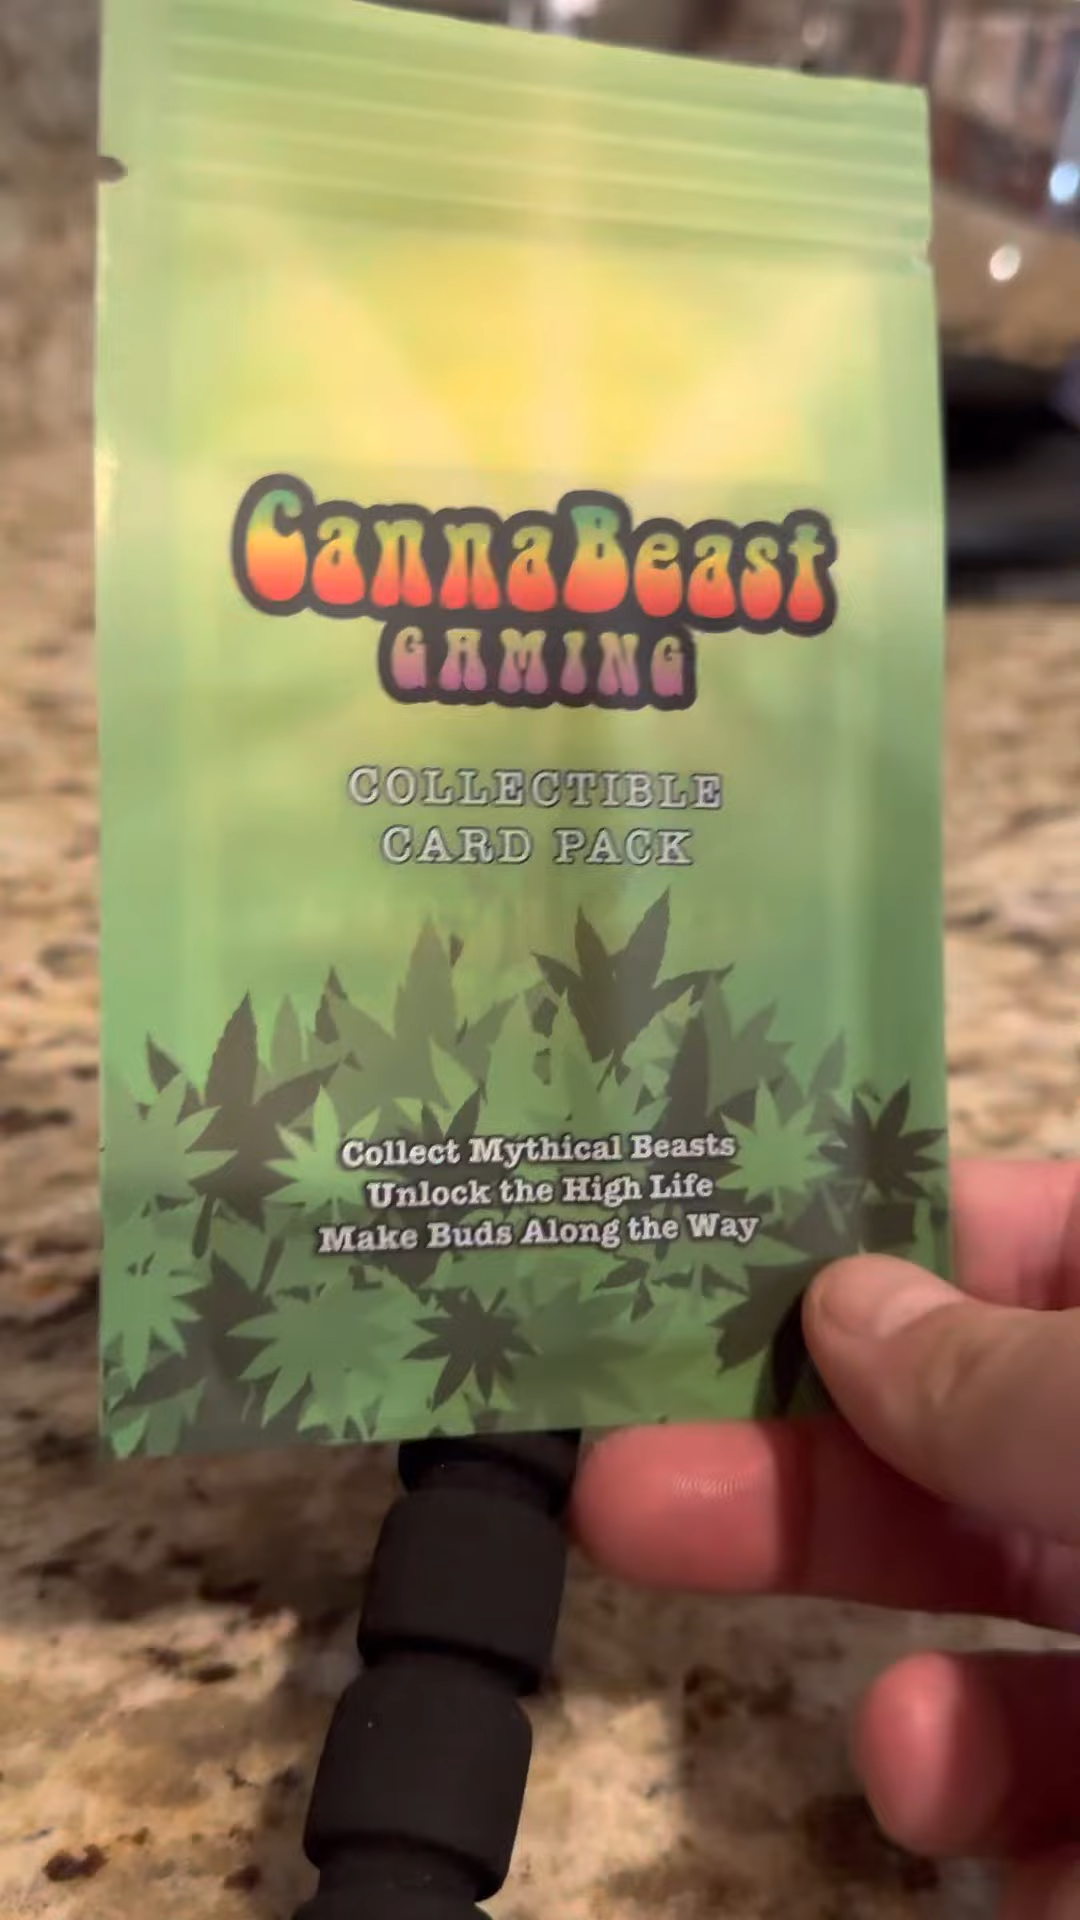 CannaBeast
GAMING
COLLECTIBLE
CARD PACK
Collect Mythical Beasts
Unlock the High Life
Make Buds Along the Way